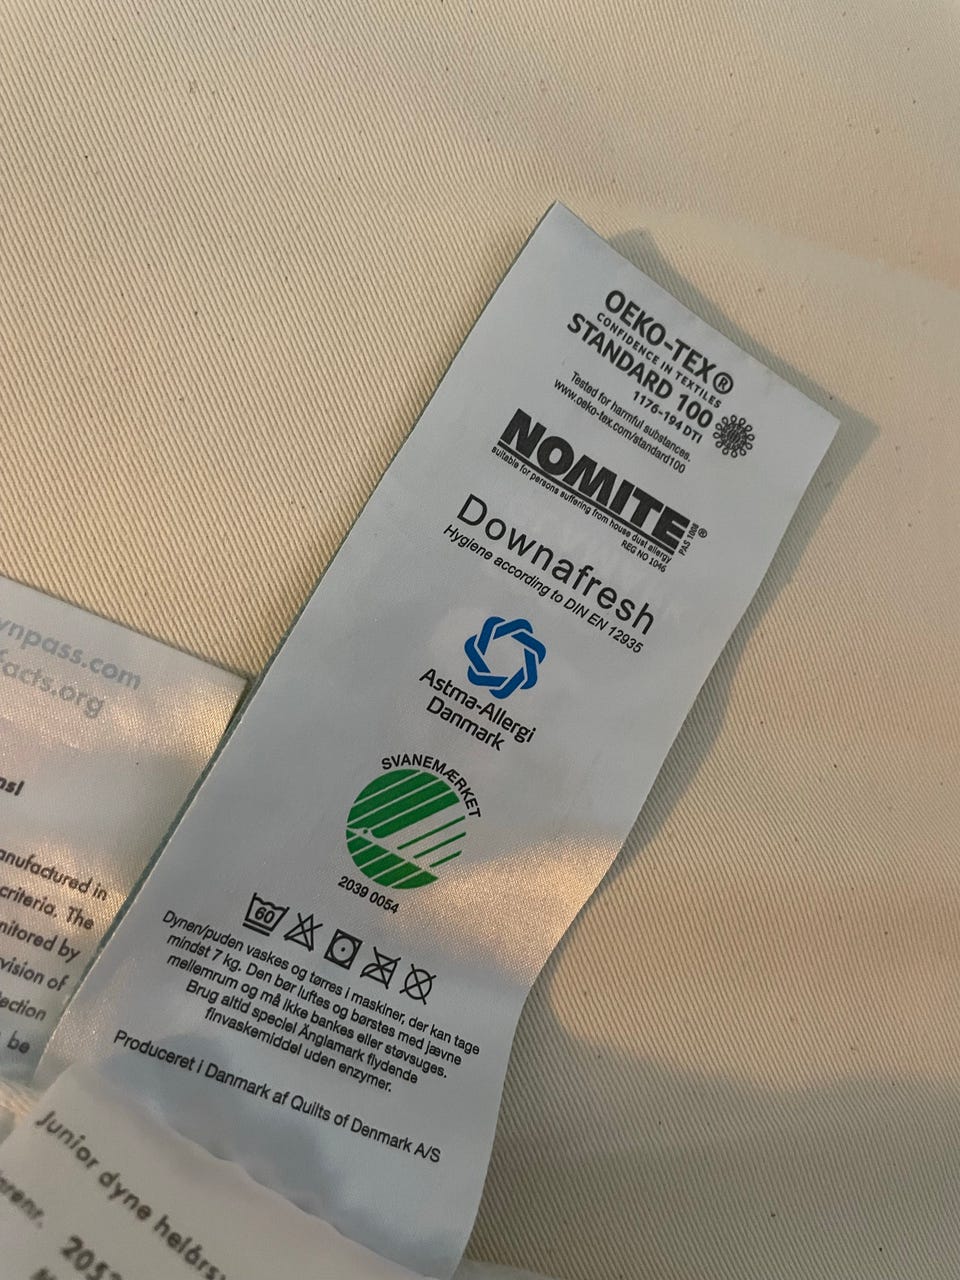 OEKO-TEX®
CONFIDENCE IN TEXTILES
STANDARD 100
1176-194 DTI
Tested for harmful substances.
www.oeko-tex.com/standard100
NOMITE®
suitable for persons suffering from house dust allergy
PAS 1008
REG NO 1046
Downafresh
Hygiene according to DIN EN 12935
Astma-Allergi
Danmark
SVANEMÆRKET
2039 0054
60
Dynen/puden vaskes og tørres i maskiner, der kan tage
mindst 7 kg. Den bør luftes og børstes med jævne
mellemrum og må ikke bankes eller støvsuges.
Brug altid speciel Änglamark flydende
finvaskemiddel uden enzymer.
Produceret i Danmark af Quilts of Denmark A/S
ynpass.com
facts.org
ns!
anufactured in
criteria. The
nitored by
vision of
lection
be
Junior dyne helårs
arenr.
2052